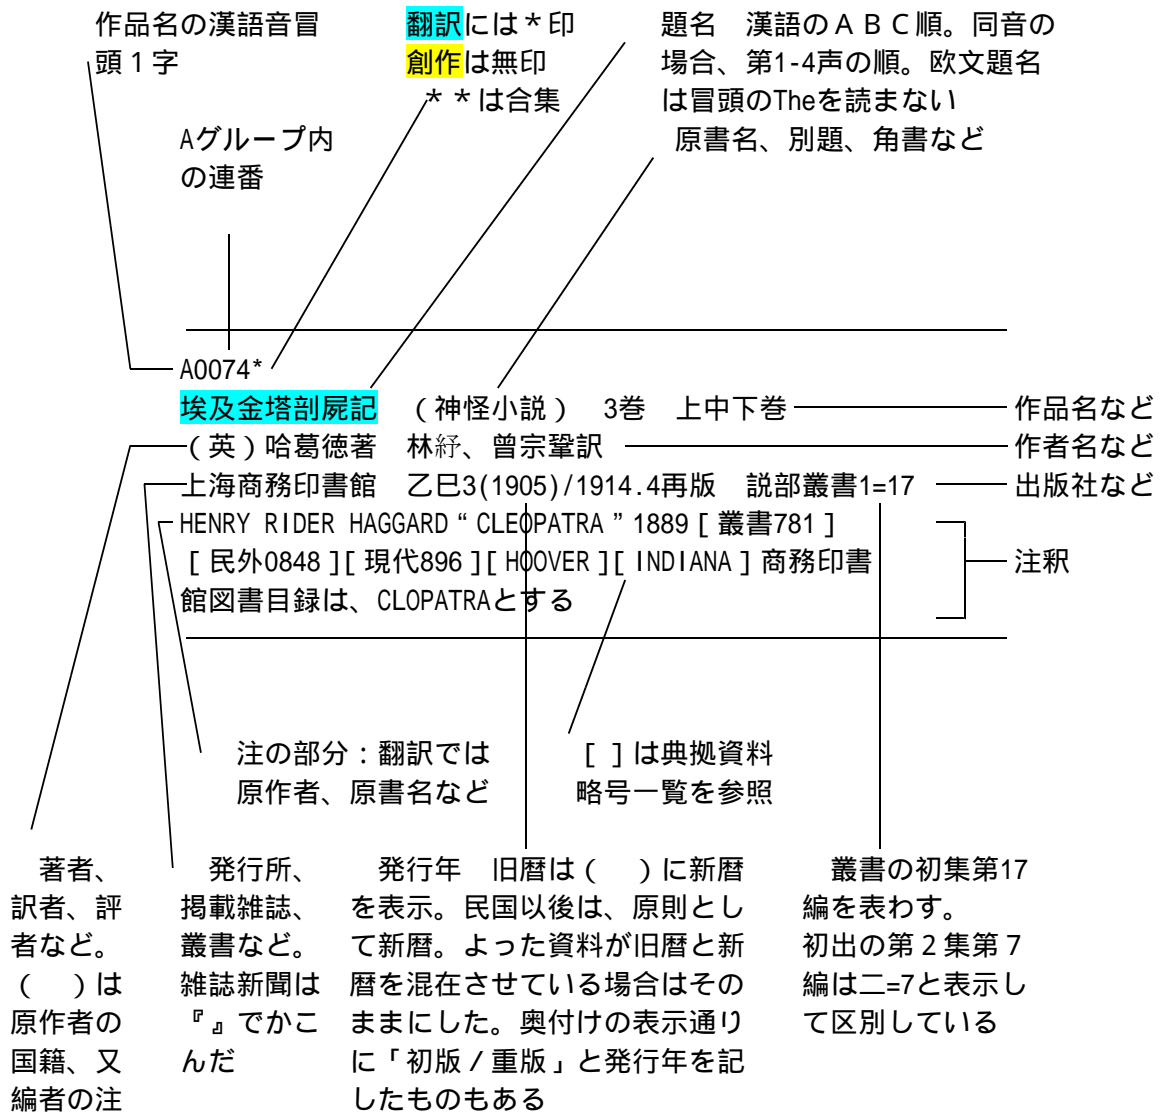 作品名の漢語音冒
頭1字
翻訳には*印
創作は無印
**は合集
題名　漢語のＡＢＣ順。同音の
場合、第1-4声の順。欧文題名
は冒頭のTheを読まない
原書名、別題、角書など
Aグループ内
の連番
A0074*
埃及金塔剖屍記　（神怪小説）　3巻　上中下巻
作品名など
（英）哈葛徳著　林紓、曾宗鞏訳
作者名など
上海商務印書館　乙巳3(1905)/1914.4再版　説部叢書1=17
出版社など
HENRY RIDER HAGGARD “CLEOPATRA”1889［叢書781］
［民外0848］［現代896］［HOOVER］［INDIANA］商務印書
館図書目録は、CLOPATRAとする
注釈
注の部分：翻訳では
原作者、原書名など
［　］は典拠資料
略号一覧を参照
著者、
訳者、評
者など。
（　）は
原作者の
国籍、又
編者の注
発行所、
掲載雑誌、
叢書など。
雑誌新聞は
『』でかこ
んだ
発行年　旧暦は（　）に新暦
を表示。民国以後は、原則とし
て新暦。よった資料が旧暦と新
暦を混在させている場合はその
ままにした。奥付けの表示通り
に「初版／重版」と発行年を記
したものもある
叢書の初集第17
編を表わす。
初出の第２集第７
編は二=7と表示し
て区別している